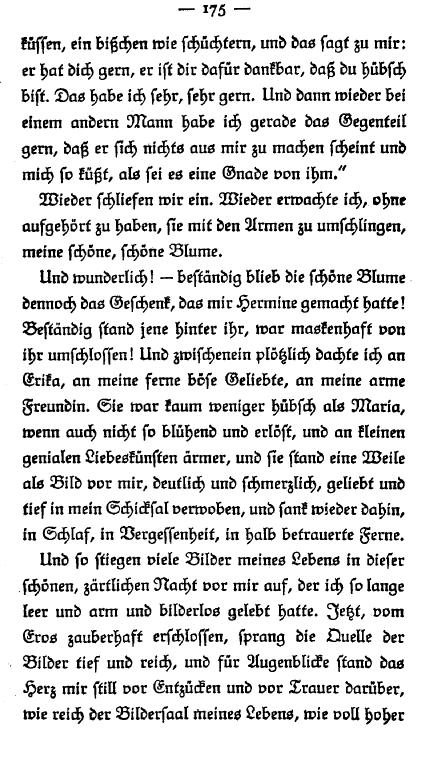 — 175 —
küssen, ein bißchen wie schüchtern, und das sagt zu mir:
er hat dich gern, er ist dir dafür dankbar, daß du hübsch
bist. Das habe ich sehr, sehr gern. Und dann wieder bei
einem andern Mann habe ich gerade das Gegenteil
gern, daß er sich nichts aus mir zu machen scheint und
mich so küßt, als sei es eine Gnade von ihm.“
Wieder schliefen wir ein. Wieder erwachte ich, ohne
aufgehört zu haben, sie mit den Armen zu umschlingen,
meine schöne, schöne Blume.
Und wunderlich! — beständig blieb die schöne Blume
dennoch das Geschenk, das mir Hermine gemacht hatte!
Beständig stand jene hinter ihr, war maskenhaft von
ihr umschlossen! Und zwischenein plötzlich dachte ich an
Erika, an meine ferne böse Geliebte, an meine arme
Freundin. Sie war kaum weniger hübsch als Maria,
wenn auch nicht so blühend und erlöst, und an kleinen
genialen Liebeskünsten ärmer, und sie stand eine Weile
als Bild vor mir, deutlich und schmerzlich, geliebt und
tief in mein Schicksal verwoben, und sank wieder dahin,
in Schlaf, in Vergessenheit, in halb betrauerte Ferne.
Und so stiegen viele Bilder meines Lebens in dieser
schönen, zärtlichen Nacht vor mir auf, der ich so lange
leer und arm und bilderlos gelebt hatte. Jetzt, vom
Eros zauberhaft erschlossen, sprang die Quelle der
Bilder tief und reich, und für Augenblicke stand das
Herz mir still vor Entzücken und vor Trauer darüber,
wie reich der Bildersaal meines Lebens, wie voll hoher